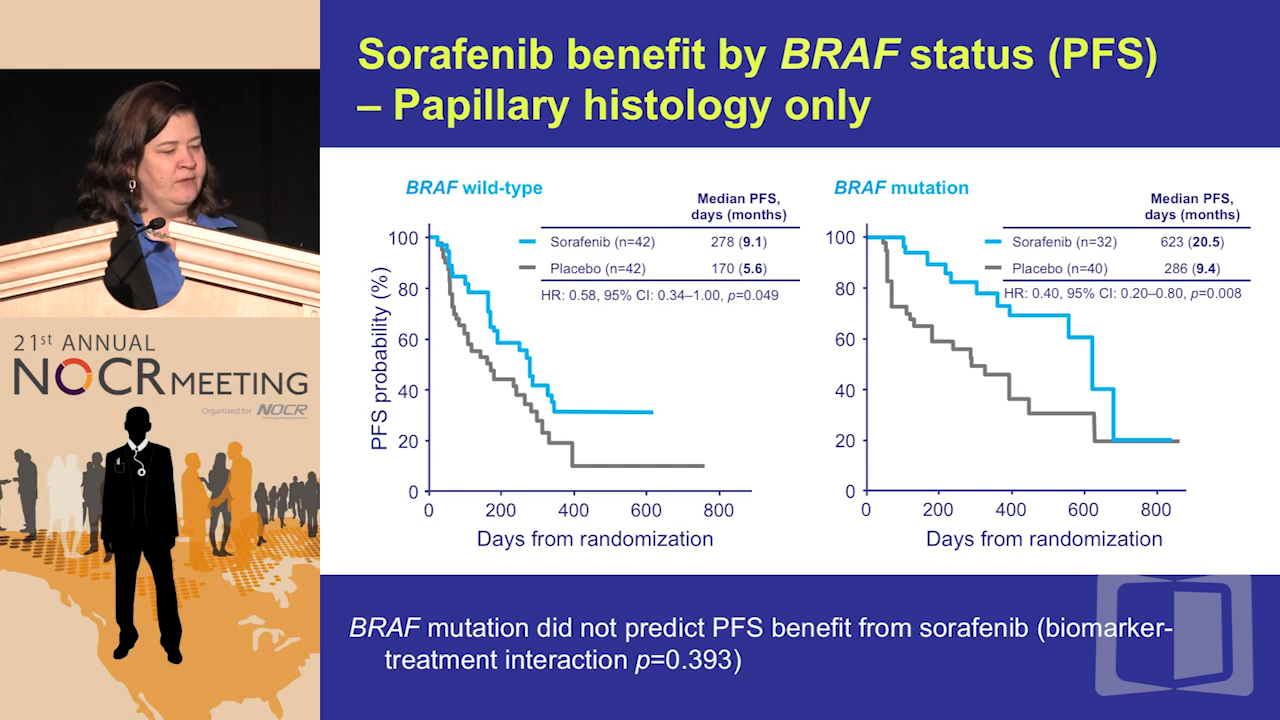 Sorafenib benefit by BRAF status (PFS)
– Papillary histology only
BRAF wild-type
Median PFS,
days (months)
Sorafenib (n=42) 278 (9.1)
Placebo (n=42) 170 (5.6)
HR: 0.58, 95% CI: 0.34–1.00, p=0.049
PFS probability (%)
100
80
60
40
20
0
0 200 400 600 800
Days from randomization
BRAF mutation
Median PFS,
days (months)
Sorafenib (n=32) 623 (20.5)
Placebo (n=40) 286 (9.4)
HR: 0.40, 95% CI: 0.20–0.80, p=0.008
100
80
60
40
20
0
0 200 400 600 800
Days from randomization
BRAF mutation did not predict PFS benefit from sorafenib (biomarker-
treatment interaction p=0.393)
21st ANNUAL
NOCR MEETING
Organized for NOCR